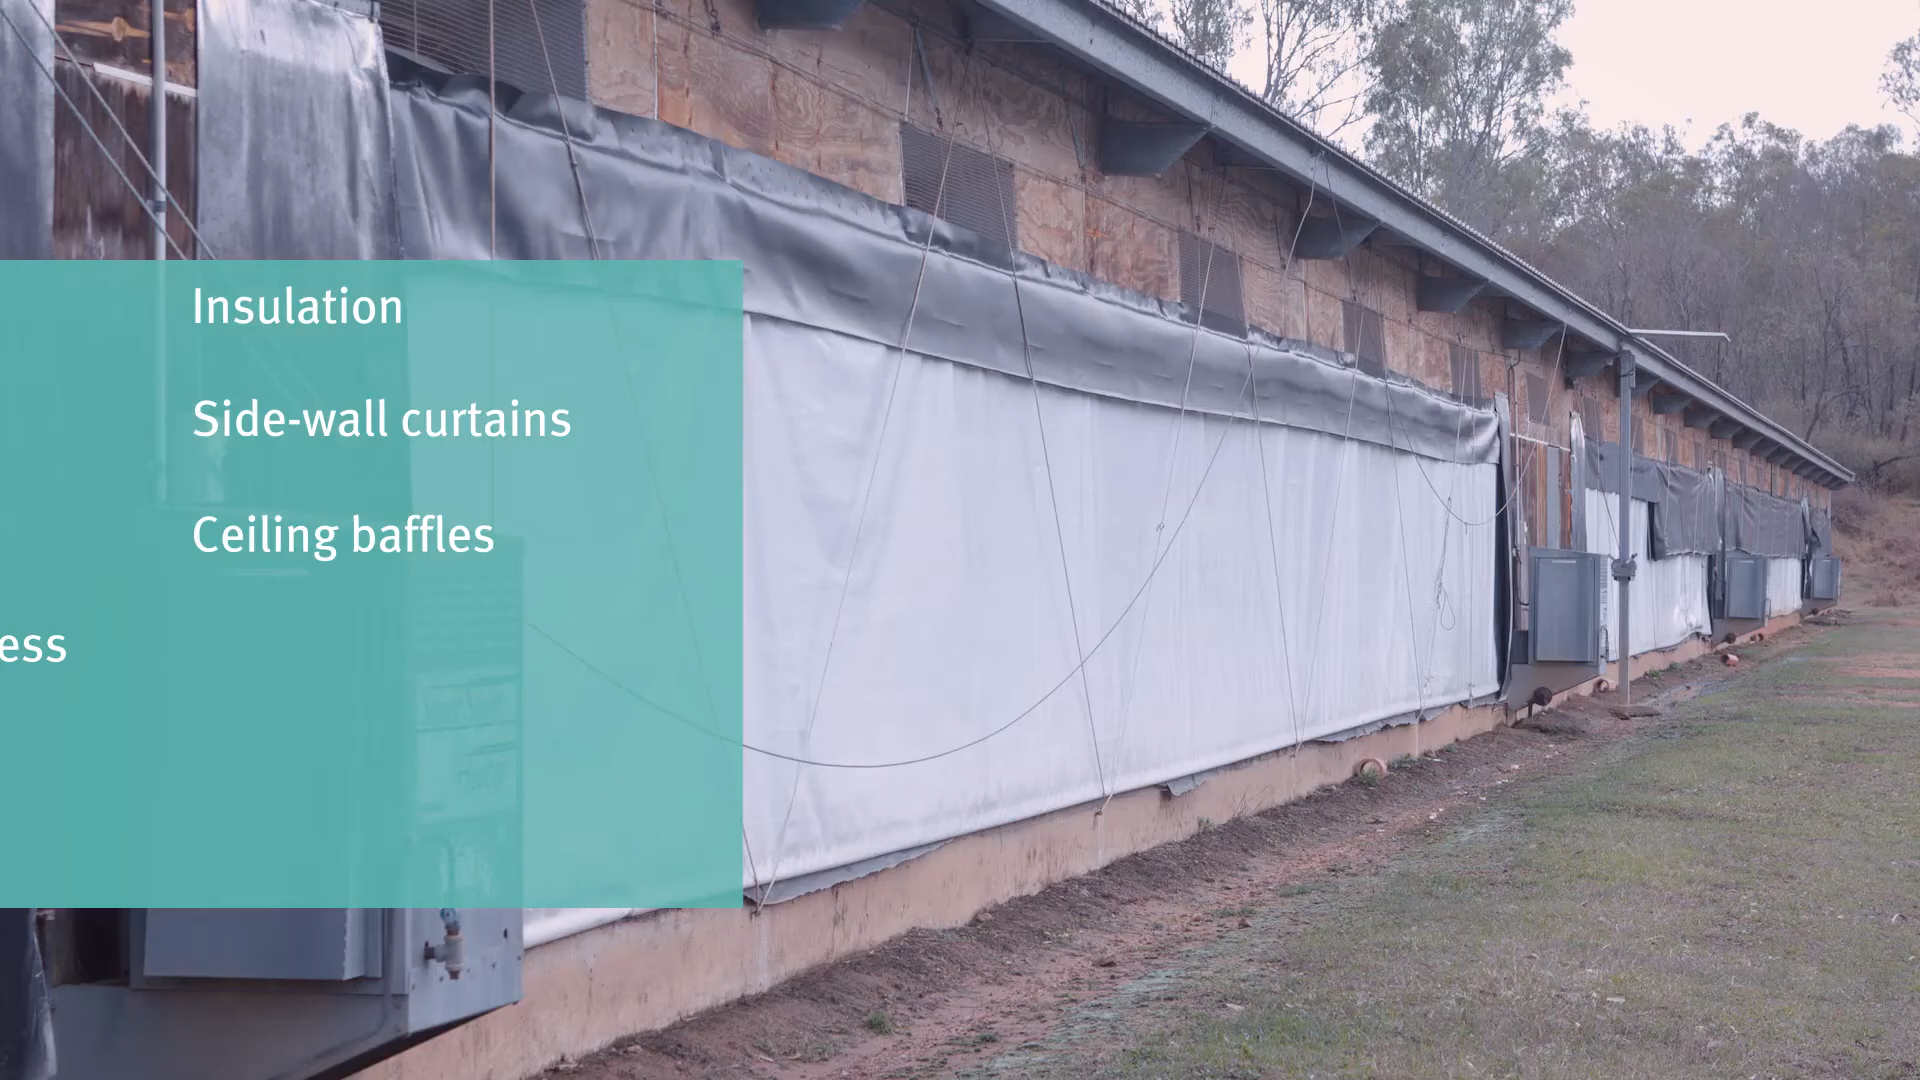 Insulation
Side-wall curtains
Ceiling baffles
ess